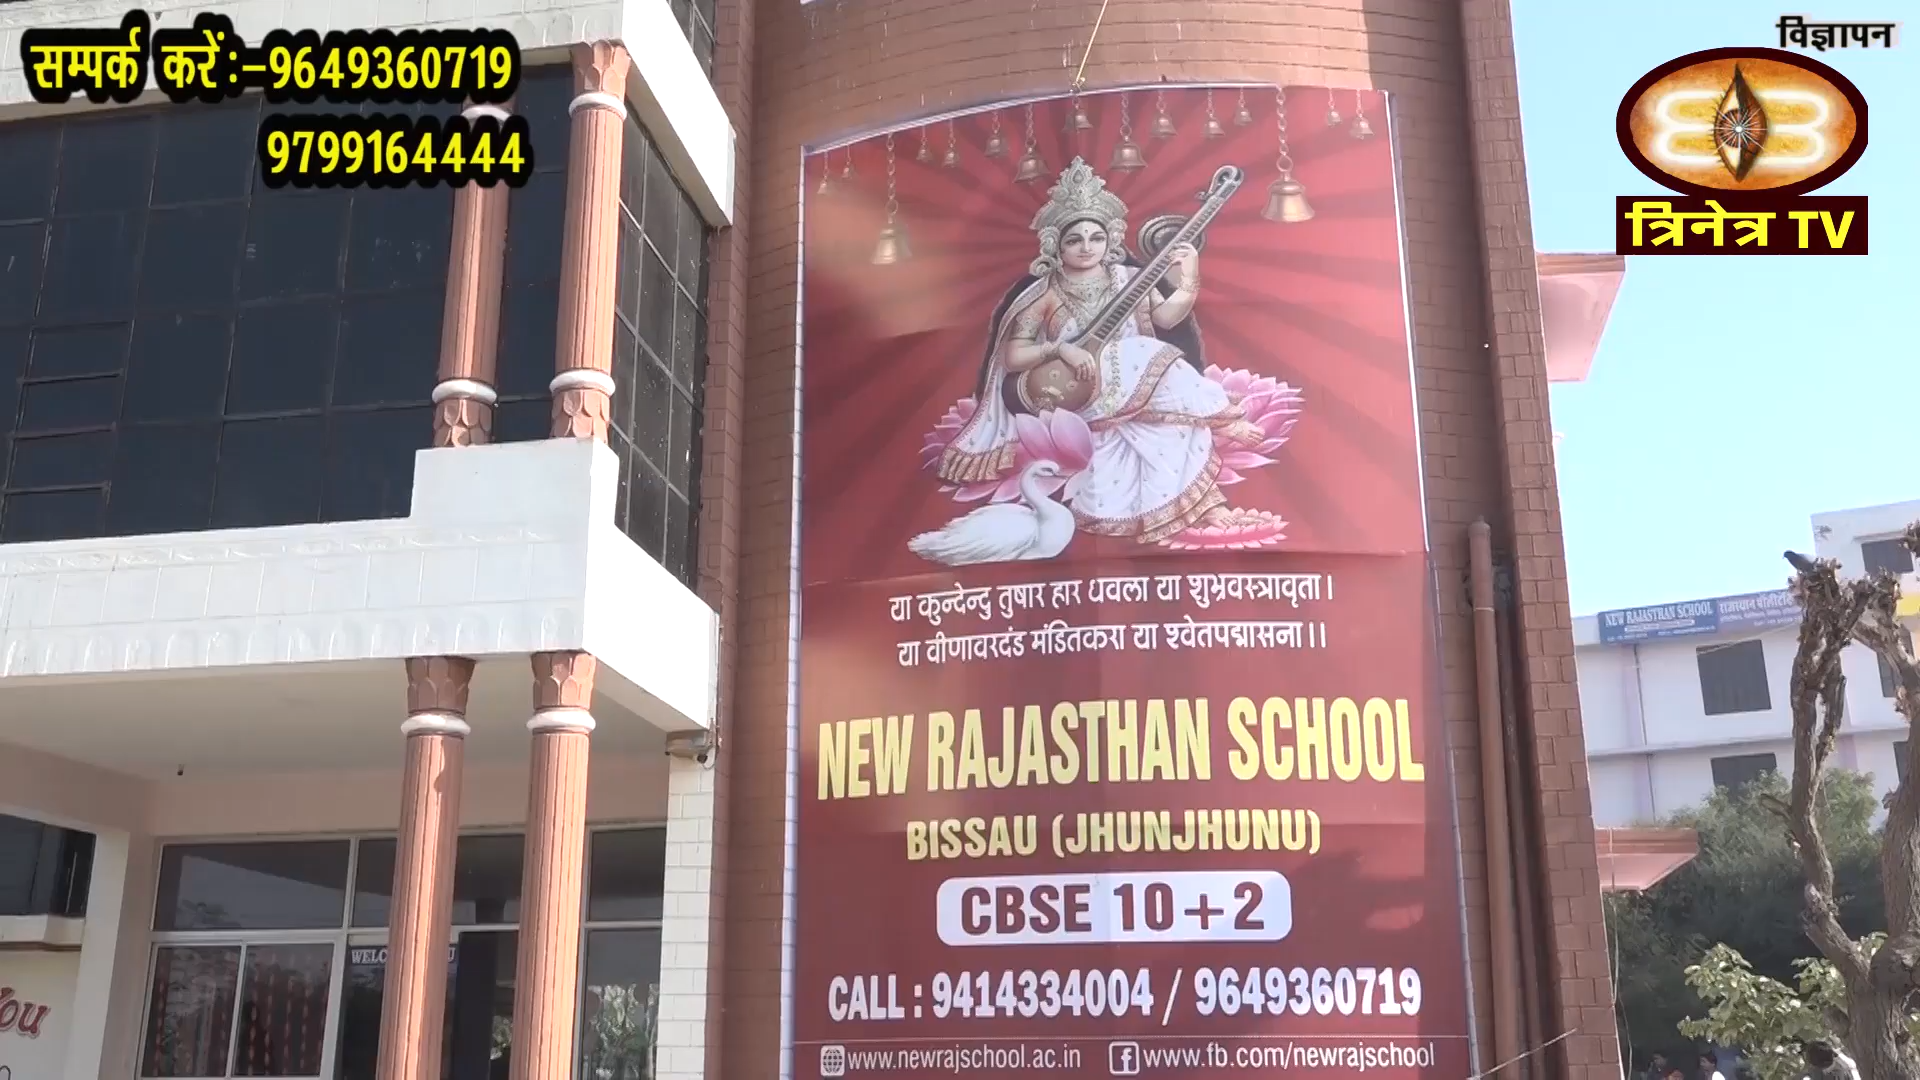 सम्पर्क करें:-9649360719
9799164444
विज्ञापन
त्रिनेत्र TV
या कुन्देन्दु तुषार हार धवला या शुभ्रवस्त्रावृता।
या वीणावरदंड मंडितकरा या श्वेतपद्मासना।।
NEW RAJASTHAN SCHOOL
BISSAU (JHUNJHUNU)
CBSE 10+2
CALL : 9414334004 / 9649360719
www.newrajschool.ac.in
www.fb.com/newrajschool
NEW RAJASTHAN SCHOOL
You